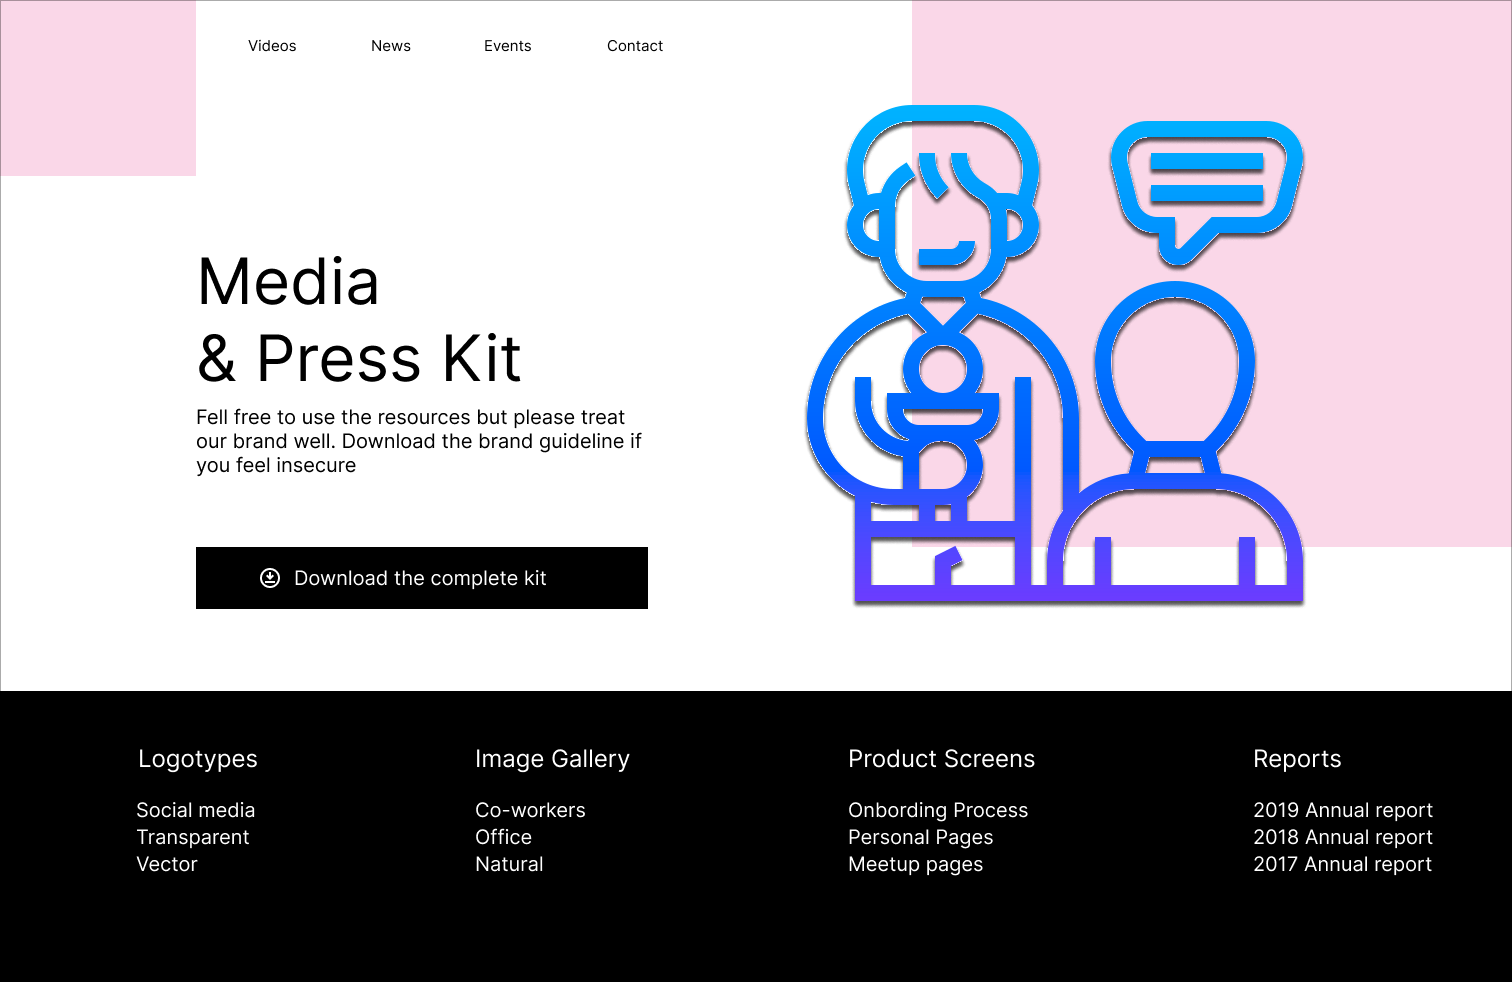 Videos News Events Contact
Media
& Press Kit
Fell free to use the resources but please treat
our brand well. Download the brand guideline if
you feel insecure
Download the complete kit
Logotypes
Social media
Transparent
Vector
Image Gallery
Co-workers
Office
Natural
Product Screens
Onbording Process
Personal Pages
Meetup pages
Reports
2019 Annual report
2018 Annual report
2017 Annual report